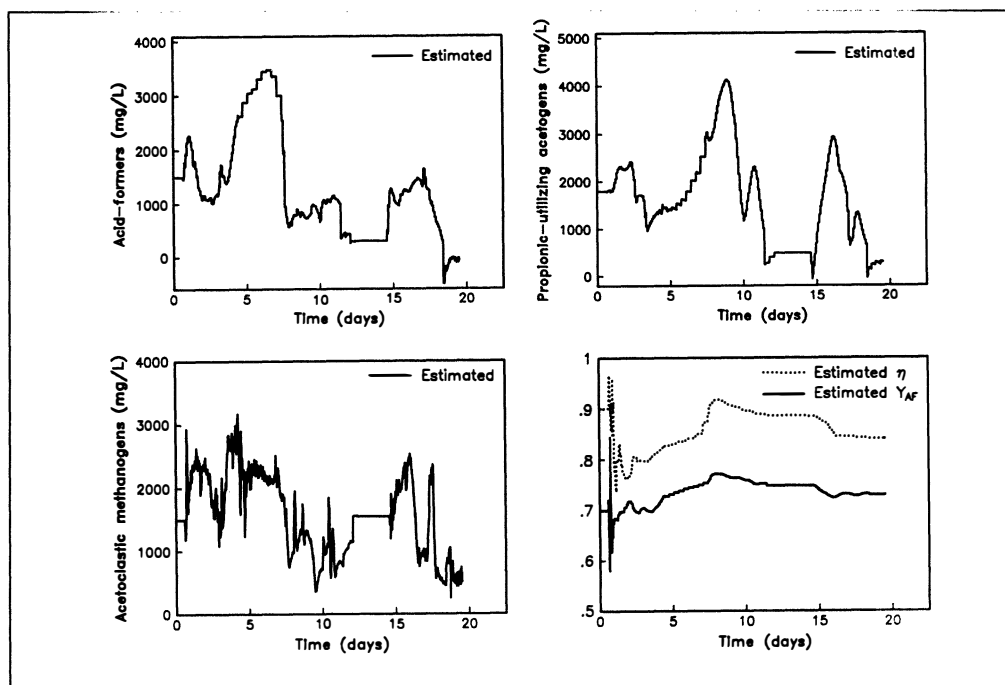 4000
3000
2000
1000
0
Acid-formers (mg/L)
Estimated
0 5 10 15 20
Time (days)
5000
4000
3000
2000
1000
0
Propionic-utilizing acetogens (mg/L)
Estimated
0 5 10 15 20
Time (days)
4000
3000
2000
1000
0
Acetoclastic methanogens (mg/L)
Estimated
0 5 10 15 20
Time (days)
1
.9
.8
.7
.6
.5
Estimated η
Estimated Y_AF
0 5 10 15 20
Time (days)